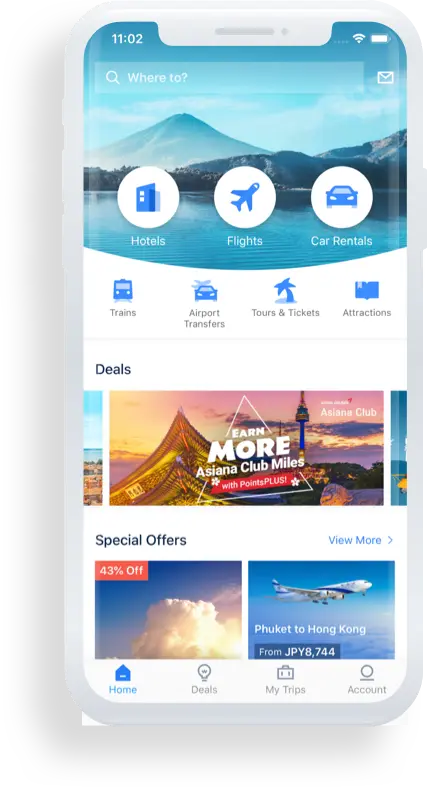 11:02
Where to?
Hotels
Flights
Car Rentals
Trains
Airport
Transfers
Tours & Tickets
Attractions
Deals
Asiana Club
EARN
MORE
Asiana Club Miles
with PointsPLUS!
Special Offers
View More
43% Off
Phuket to Hong Kong
From JPY8,744
Home
Deals
My Trips
Account